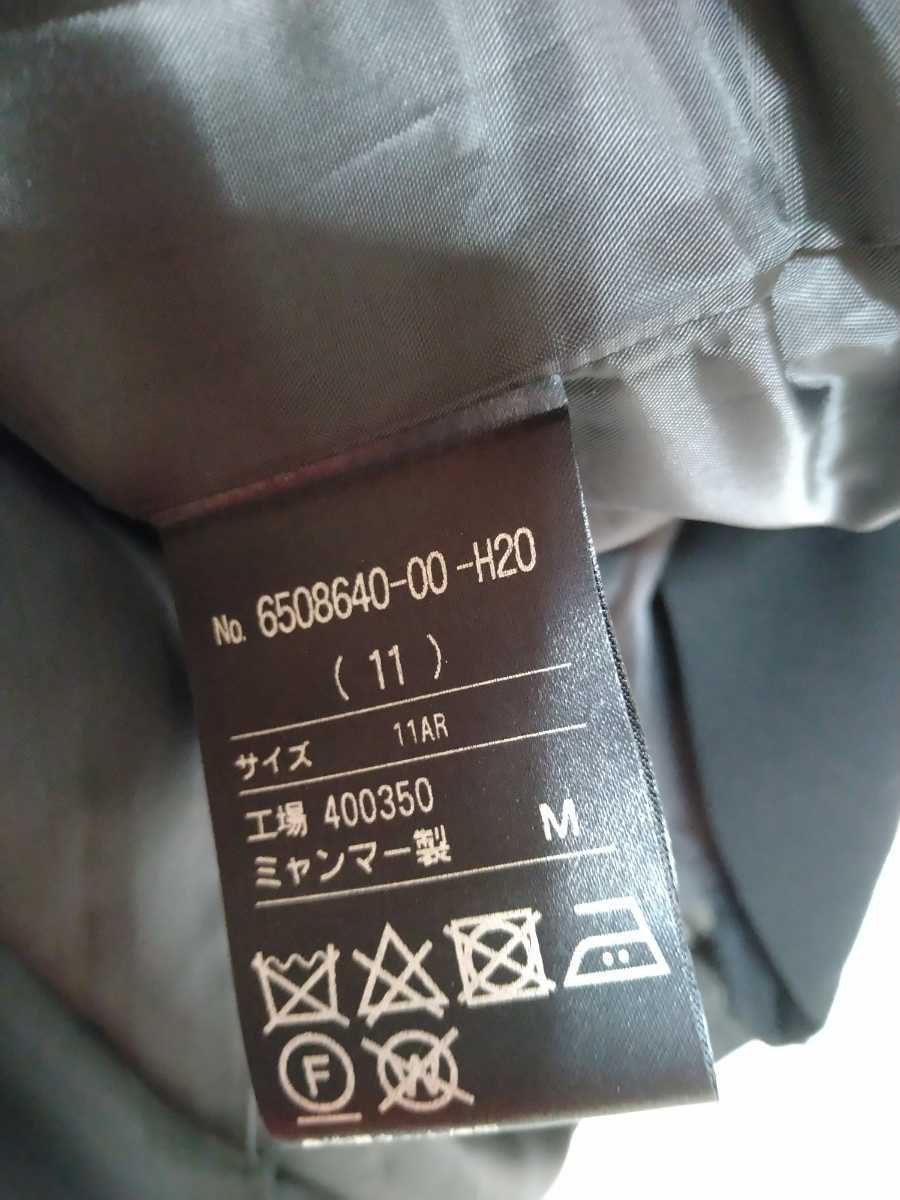 No. 6508640-00-H20
(11)
サイズ 11AR
工場 400350
ミャンマー製 M
F W